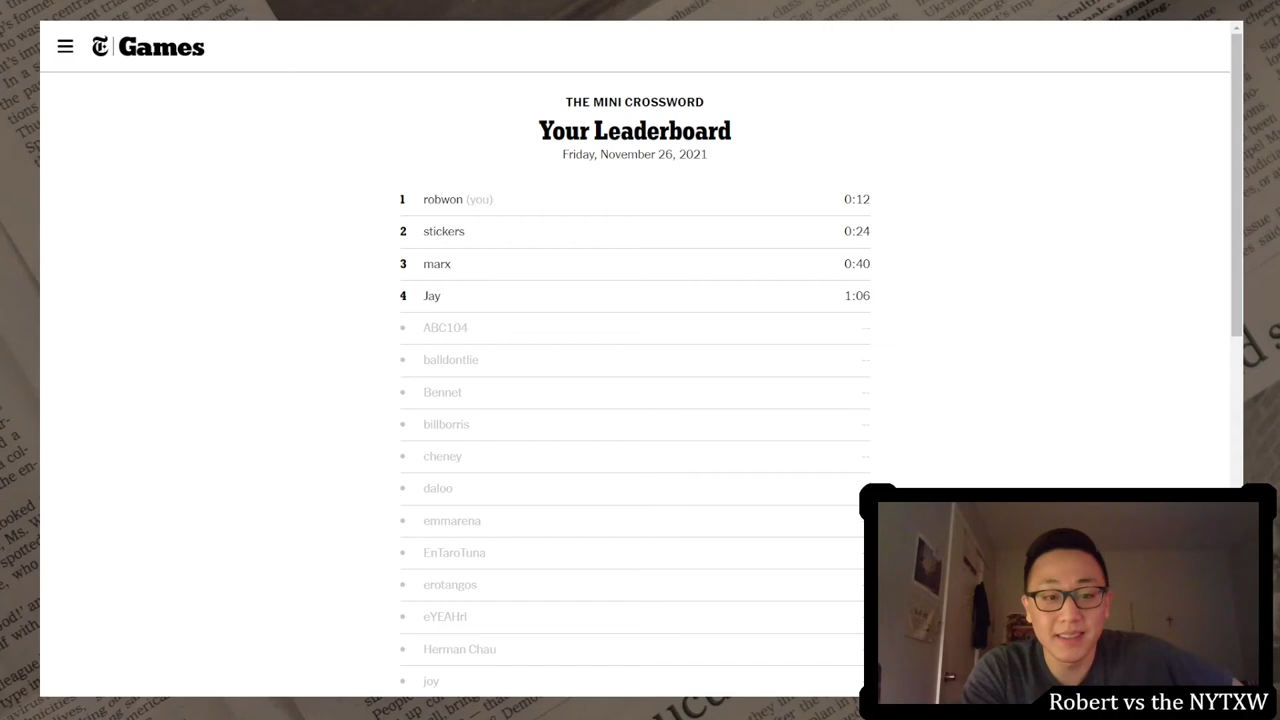 Games
THE MINI CROSSWORD
Your Leaderboard
Friday, November 26, 2021
1 robwon (you) 0:12
2 stickers 0:24
3 marx 0:40
4 Jay 1:06
• ABC104 --
• balldontlie --
• Bennet --
• billborris --
• cheney --
• daloo
• emmarena
• EnTaroTuna
• erotangos
• eYEAHri
• Herman Chau
• joy
Robert vs the NYTXW